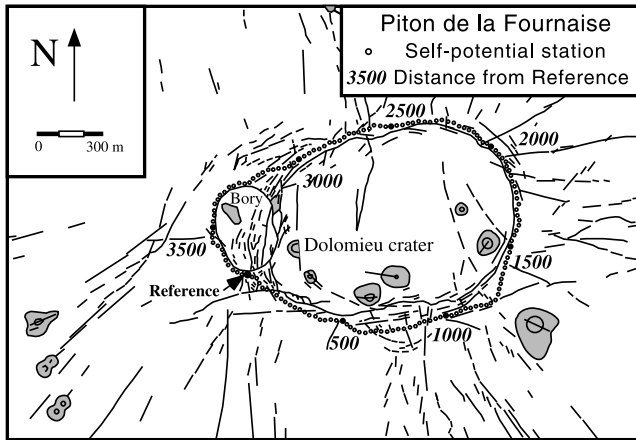 Piton de la Fournaise
Self-potential station
3500 Distance from Reference
N
0 300 m
2500
2000
3000
Bory
3500
Dolomieu crater
1500
Reference
500
1000